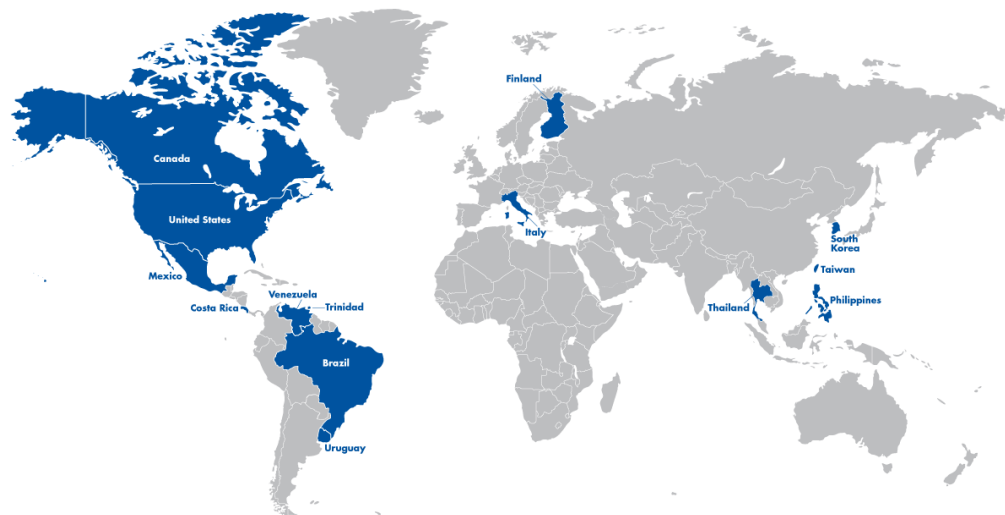 Finland
Canada
United States
Italy
South
Korea
Mexico
Taiwan
Venezuela
Costa Rica
Trinidad
Thailand
Philippines
Brazil
Uruguay